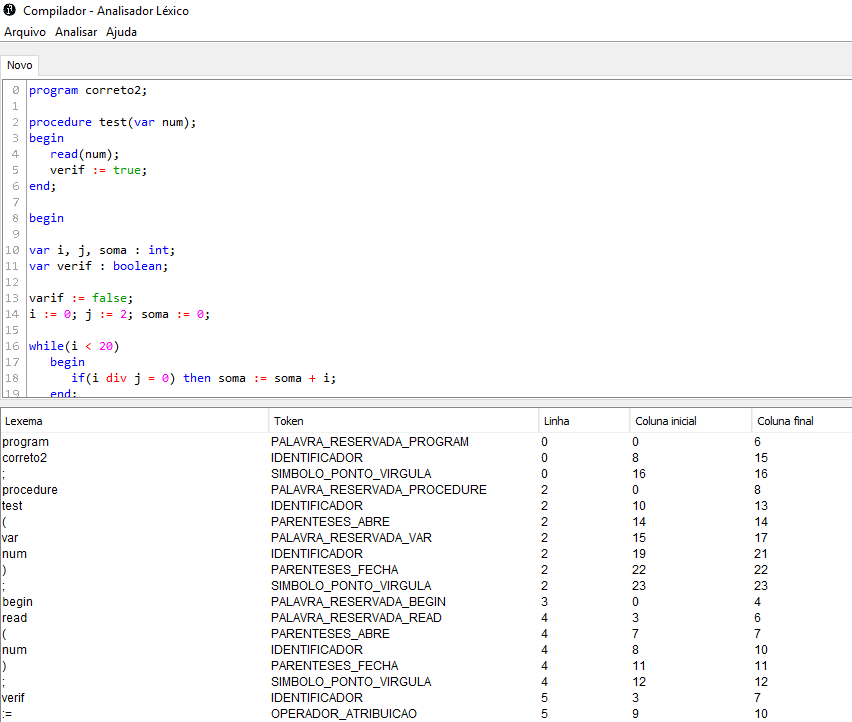 Compilador - Analisador Léxico
Arquivo Analisar Ajuda
Novo
0 program correto2;
1
2 procedure test(var num);
3 begin
4    read(num);
5    verif := true;
6 end;
7
8 begin
9
10 var i, j, soma : int;
11 var verif : boolean;
12
13 varif := false;
14 i := 0; j := 2; soma := 0;
15
16 while(i < 20)
17    begin
18       if(i div j = 0) then soma := soma + i;
19    end;
Lexema Token Linha Coluna inicial Coluna final
program PALAVRA_RESERVADA_PROGRAM 0 0 6
correto2 IDENTIFICADOR 0 8 15
; SIMBOLO_PONTO_VIRGULA 0 16 16
procedure PALAVRA_RESERVADA_PROCEDURE 2 0 8
test IDENTIFICADOR 2 10 13
( PARENTESES_ABRE 2 14 14
var PALAVRA_RESERVADA_VAR 2 15 17
num IDENTIFICADOR 2 19 21
) PARENTESES_FECHA 2 22 22
; SIMBOLO_PONTO_VIRGULA 2 23 23
begin PALAVRA_RESERVADA_BEGIN 3 0 4
read PALAVRA_RESERVADA_READ 4 3 6
( PARENTESES_ABRE 4 7 7
num IDENTIFICADOR 4 8 10
) PARENTESES_FECHA 4 11 11
; SIMBOLO_PONTO_VIRGULA 4 12 12
verif IDENTIFICADOR 5 3 7
:= OPERADOR_ATRIBUICAO 5 9 10